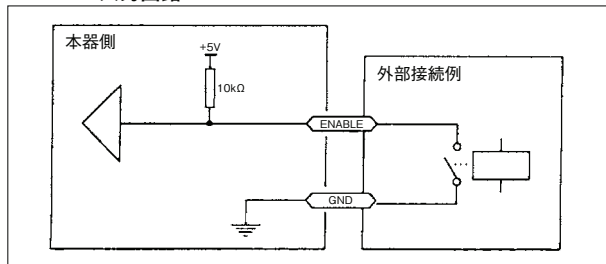 本器側
+5V
10kΩ
ENABLE
GND
外部接続例